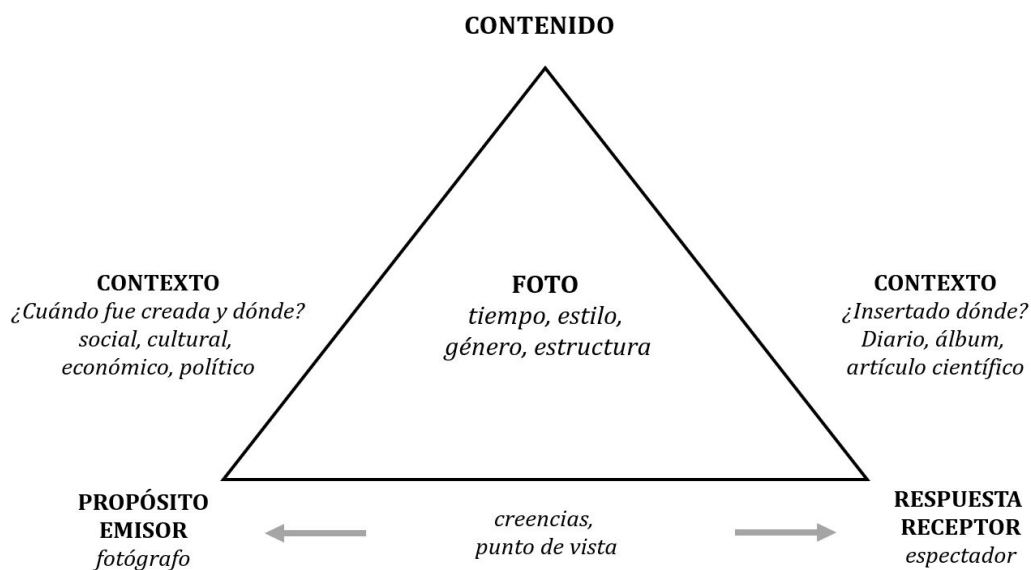 CONTENIDO
CONTEXTO
¿Cuándo fue creada y dónde?
social, cultural,
económico, político
FOTO
tiempo, estilo,
género, estructura
CONTEXTO
¿Insertado dónde?
Diario, álbum,
artículo científico
PROPÓSITO
EMISOR
fotógrafo
creencias,
punto de vista
RESPUESTA
RECEPTOR
espectador